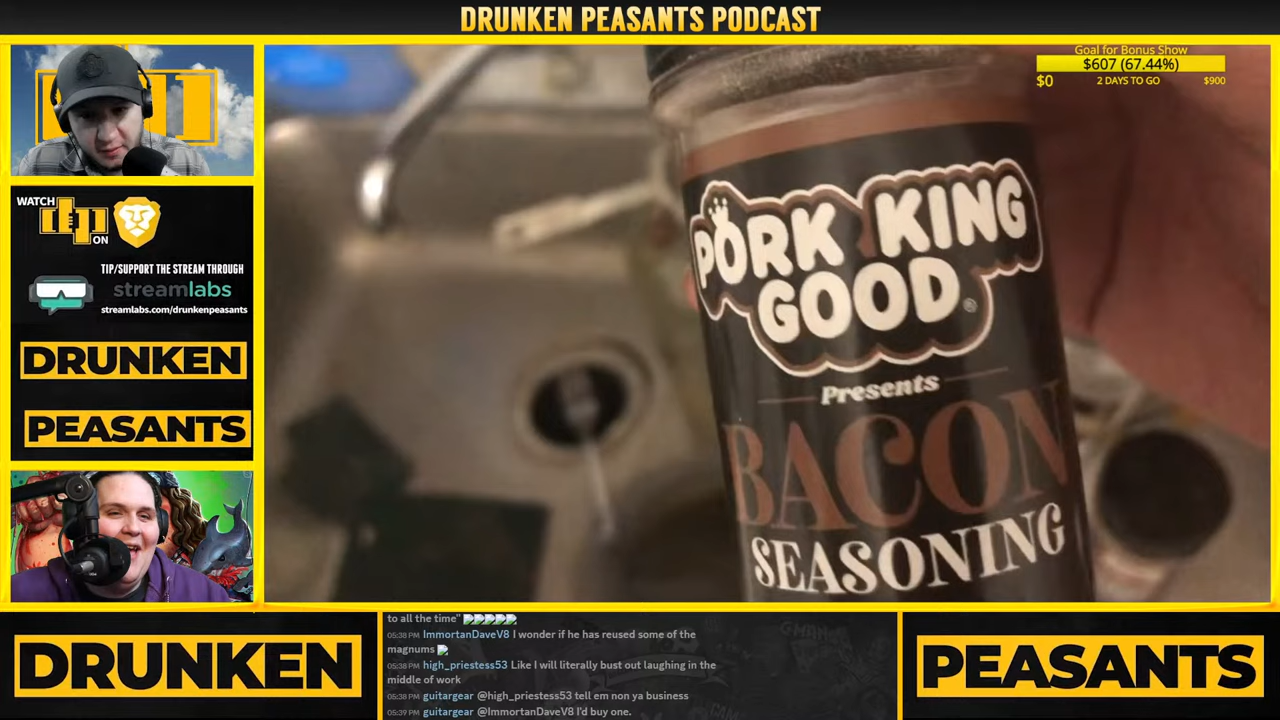 DRUNKEN PEASANTS PODCAST
Goal for Bonus Show
$607 (67.44%)
$0
2 DAYS TO GO
$900
WATCH
ON
TIP/SUPPORT THE STREAM THROUGH
streamlabs
streamlabs.com/drunkenpeasants
DRUNKEN
PEASANTS
PORK KING
GOOD®
Presents
BACON
SEASONING
to all the time"
05:38 PM ImmortanDaveV8 I wonder if he has reused some of the
magnums
05:38 PM high_priestess53 Like I will literally bust out laughing in the
middle of work
05:38 PM guitargear @high_priestess53 tell em non ya business
05:39 PM guitargear @ImmortanDaveV8 I'd buy one.
DRUNKEN
PEASANTS